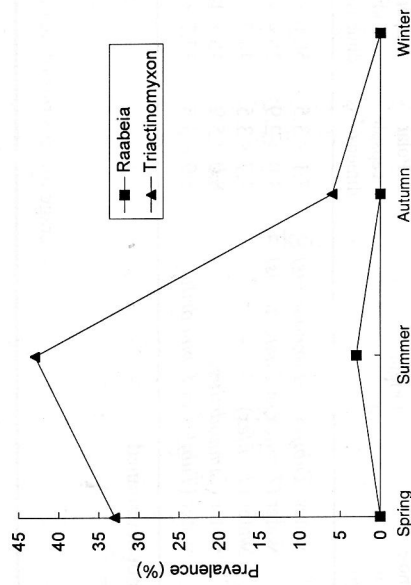 Prevalence (%)
45
40
35
30
25
20
15
10
5
0
Spring
Summer
Autumn
Winter
Raabeia
Triactinomyxon